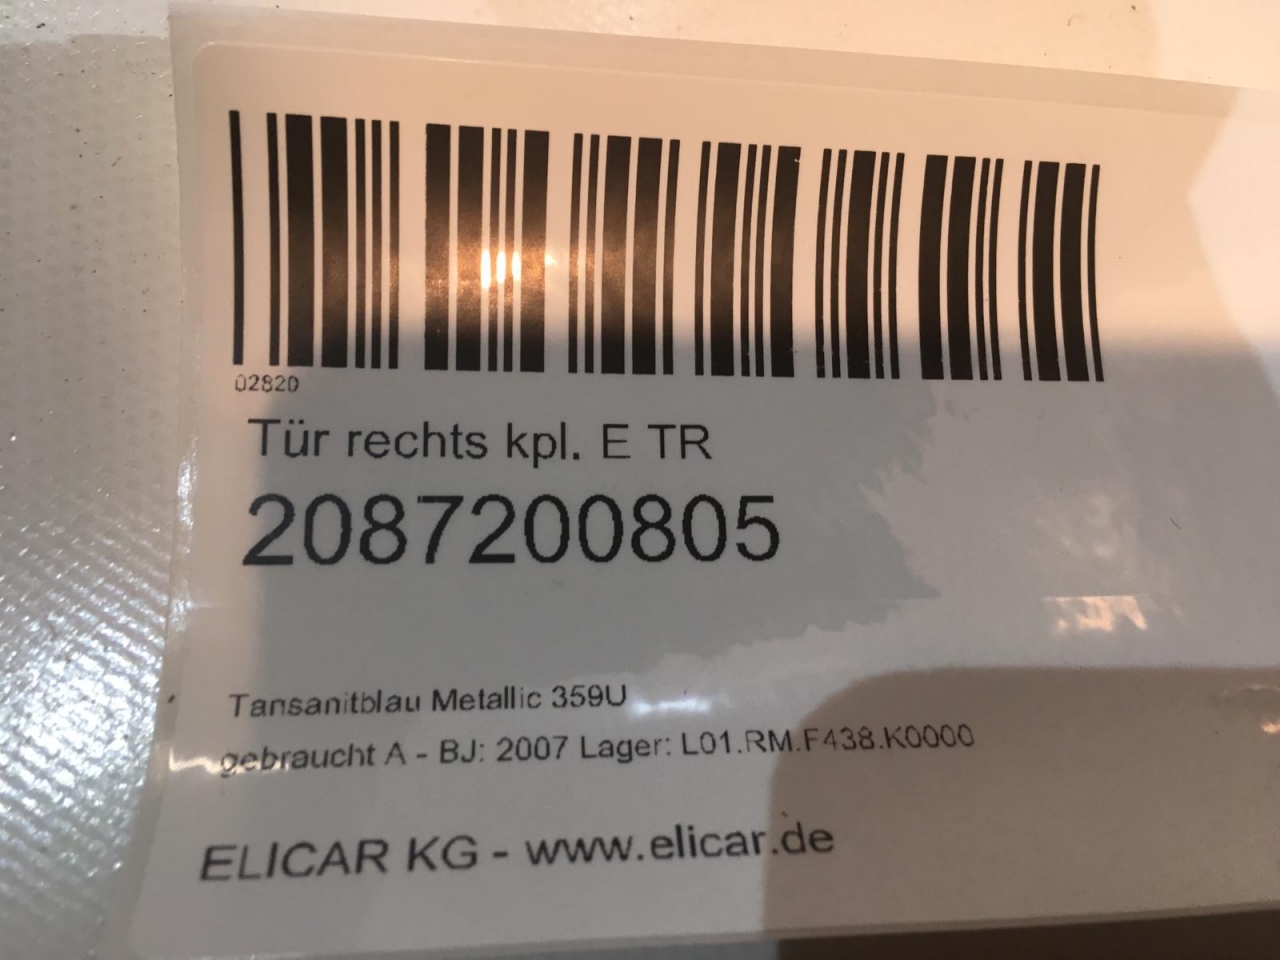 02820
Tür rechts kpl. E TR
2087200805
Tansanitblau Metallic 359U
gebraucht A - BJ: 2007 Lager: L01.RM.F438.K0000
ELICAR KG - www.elicar.de